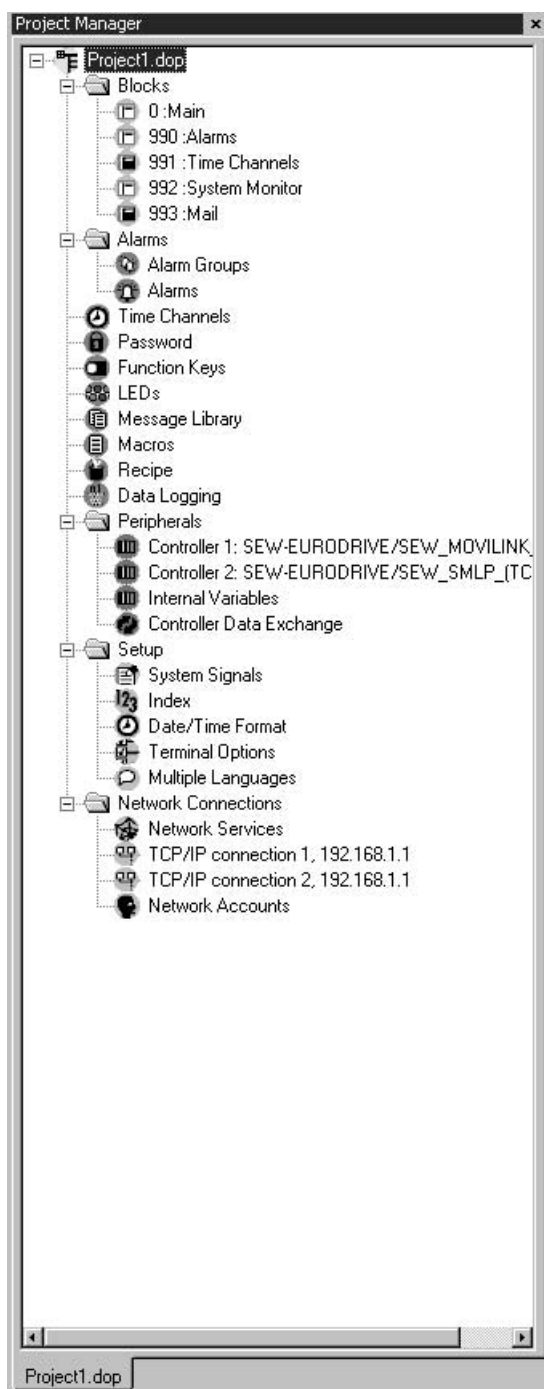 Project Manager
Project1.dop
Blocks
0 :Main
990 :Alarms
991 :Time Channels
992 :System Monitor
993 :Mail
Alarms
Alarm Groups
Alarms
Time Channels
Password
Function Keys
LEDs
Message Library
Macros
Recipe
Data Logging
Peripherals
Controller 1: SEW-EURODRIVE/SEW_MOVILINK_
Controller 2: SEW-EURODRIVE/SEW_SMLP_(TC
Internal Variables
Controller Data Exchange
Setup
System Signals
Index
Date/Time Format
Terminal Options
Multiple Languages
Network Connections
Network Services
TCP/IP connection 1, 192.168.1.1
TCP/IP connection 2, 192.168.1.1
Network Accounts
Project1.dop